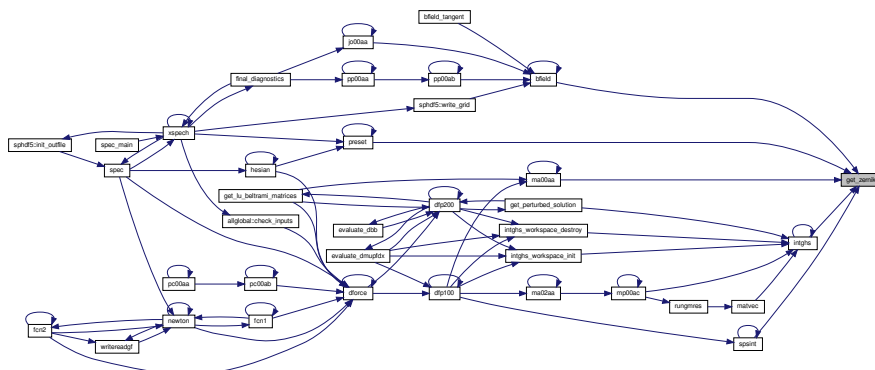 bfield_tangent
jo00aa
final_diagnostics
pp00aa
pp00ab
bfield
sphdf5::write_grid
xspech
sphdf5::init_outfile
spec_main
preset
spec
hesian
ma00aa
get_zernik
get_lu_beltrami_matrices
dfp200
get_perturbed_solution
allglobal::check_inputs
evaluate_dbb
intghs_workspace_destroy
intghs
evaluate_dmupfdx
intghs_workspace_init
pc00aa
pc00ab
dforce
dfp100
ma02aa
mp00ac
rungmres
matvec
newton
fcn1
fcn2
writereadgf
spsint